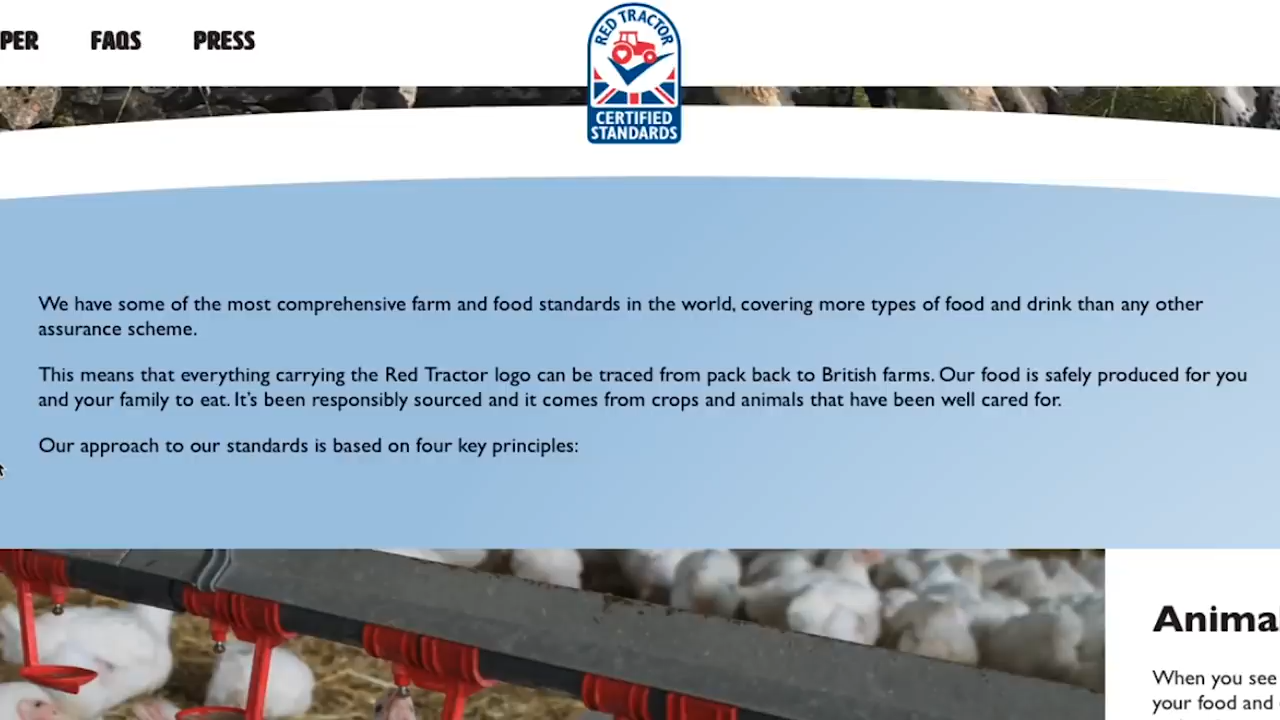 PER FAQS PRESS
RED TRACTOR
CERTIFIED
STANDARDS
We have some of the most comprehensive farm and food standards in the world, covering more types of food and drink than any other
assurance scheme.
This means that everything carrying the Red Tractor logo can be traced from pack back to British farms. Our food is safely produced for you
and your family to eat. It's been responsibly sourced and it comes from crops and animals that have been well cared for.
Our approach to our standards is based on four key principles:
Anima
When you see
your food and